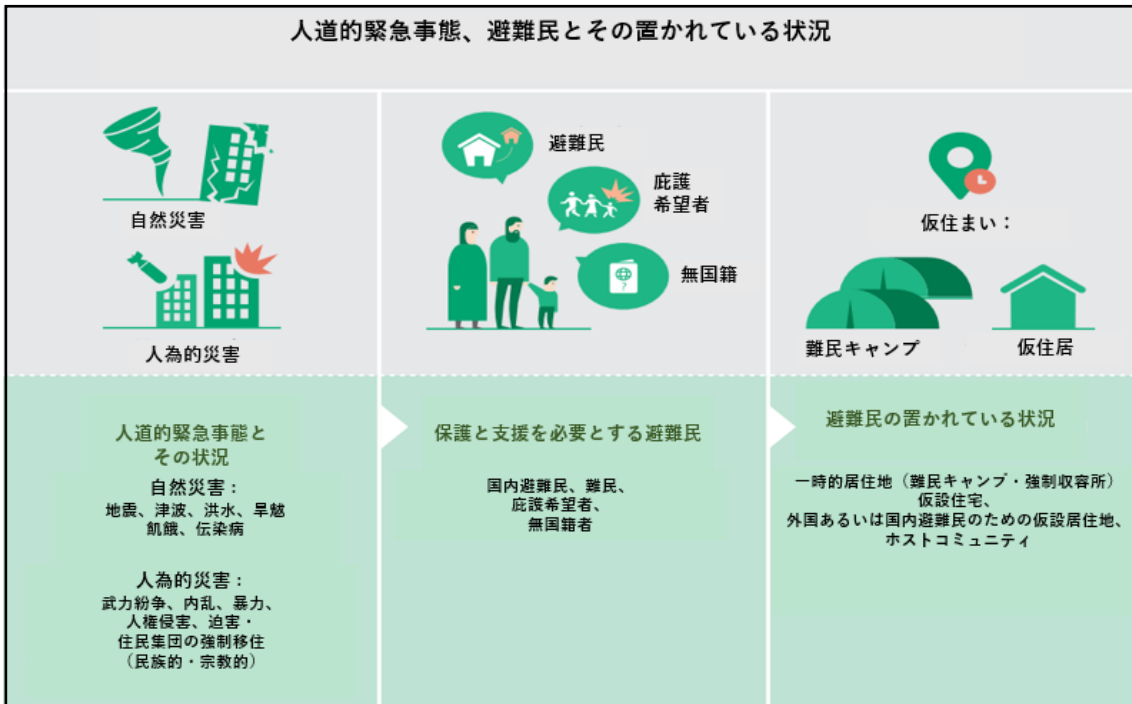 人道的緊急事態、避難民とその置かれている状況
自然災害
人為的災害
避難民
庇護
希望者
無国籍
仮住まい：
難民キャンプ
仮住居
人道的緊急事態と
その状況
自然災害：
地震、津波、洪水、旱魃
飢餓、伝染病
人為的災害：
武力紛争、内乱、暴力、
人権侵害、迫害・
住民集団の強制移住
（民族的・宗教的）
保護と支援を必要とする避難民
国内避難民、難民、
庇護希望者、
無国籍者
避難民の置かれている状況
一時的居住地（難民キャンプ・強制収容所）
仮設住宅、
外国あるいは国内避難民のための仮設居住地、
ホストコミュニティ